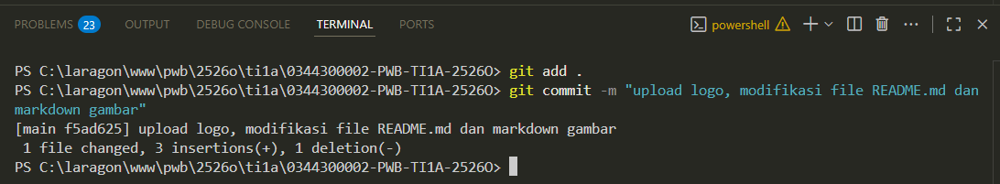 PROBLEMS 23 OUTPUT DEBUG CONSOLE TERMINAL PORTS powershell
PS C:\laragon\www\pwb\2526o\ti1a\0344300002-PWB-TI1A-2526O> git add .
PS C:\laragon\www\pwb\2526o\ti1a\0344300002-PWB-TI1A-2526O> git commit -m "upload logo, modifikasi file README.md dan
markdown gambar"
[main f5ad625] upload logo, modifikasi file README.md dan markdown gambar
 1 file changed, 3 insertions(+), 1 deletion(-)
PS C:\laragon\www\pwb\2526o\ti1a\0344300002-PWB-TI1A-2526O>